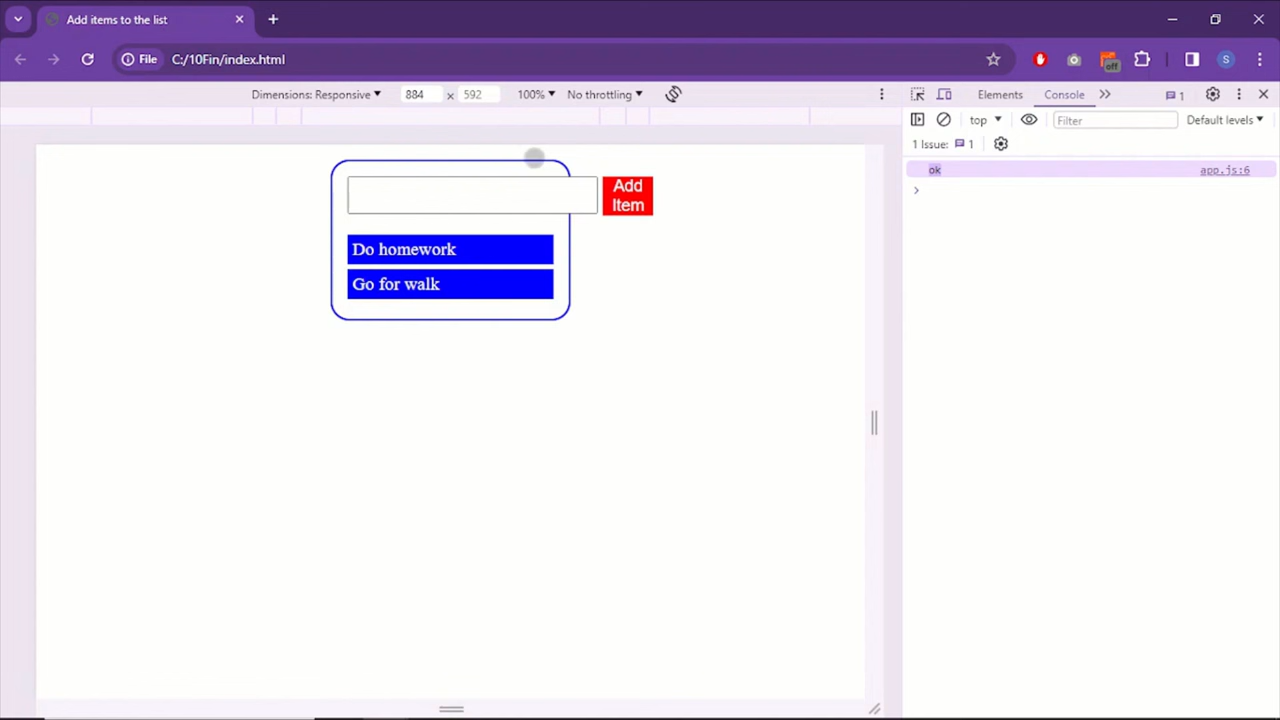 Add items to the list
File
C:/10Fin/index.html
off
S
Dimensions: Responsive
884
x
592
100%
No throttling
Elements
Console
1
top
Filter
Default levels
1 Issue:
1
ok
app.js:6
Add
Item
Do homework
Go for walk